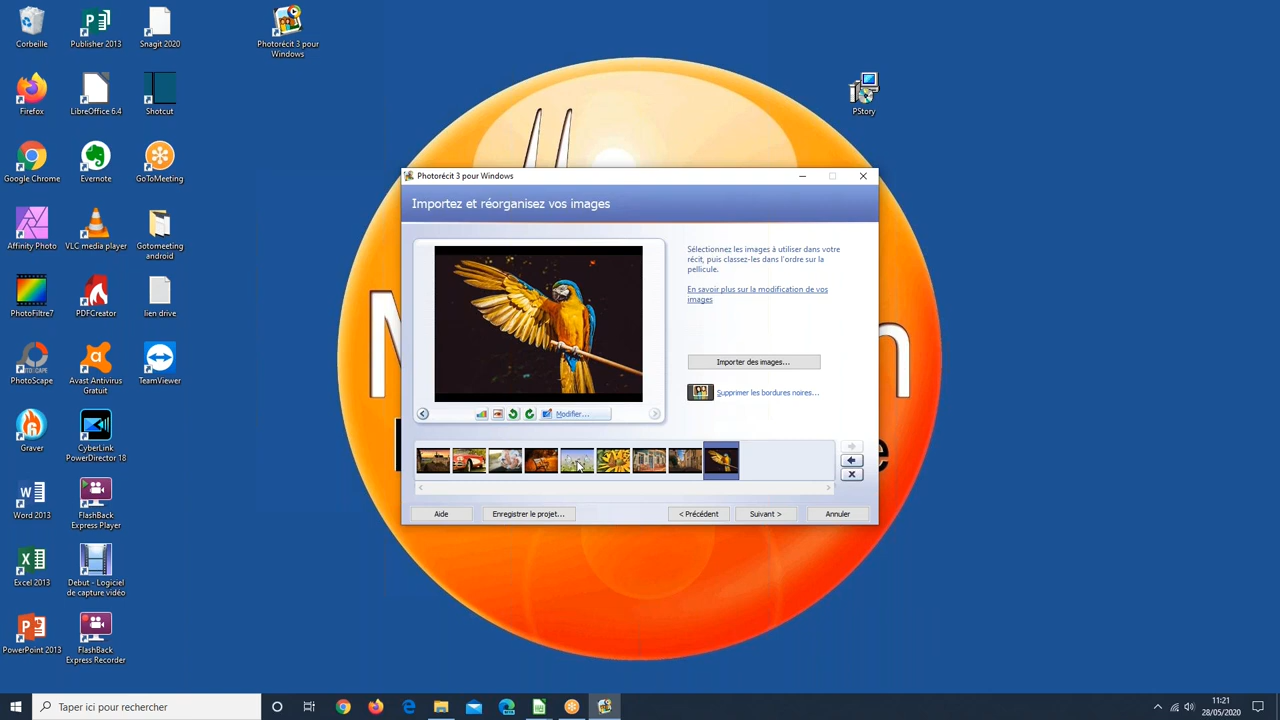 Corbeille
Publisher 2013
Snagit 2020
Photorécit 3 pour
Windows
Firefox
LibreOffice 6.4
Shotcut
PStory
Google Chrome
Evernote
GoToMeeting
Affinity Photo
VLC media player
Gotomeeting
android
PhotoFiltre7
PDFCreator
lien drive
PhotoScape
Avast Antivirus
Gratuit
TeamViewer
Graver
CyberLink
PowerDirector 18
Word 2013
FlashBack
Express Player
Excel 2013
Debut - Logiciel
de capture vidéo
PowerPoint 2013
FlashBack
Express Recorder
Photorécit 3 pour Windows
Importez et réorganisez vos images
Sélectionnez les images à utiliser dans votre
récit, puis classez-les dans l'ordre sur la
pellicule.
En savoir plus sur la modification de vos
images
Importer des images...
Supprimer les bordures noires...
Modifier...
Aide
Enregistrer le projet...
< Précédent
Suivant >
Annuler
Taper ici pour rechercher
11:21
28/05/2020